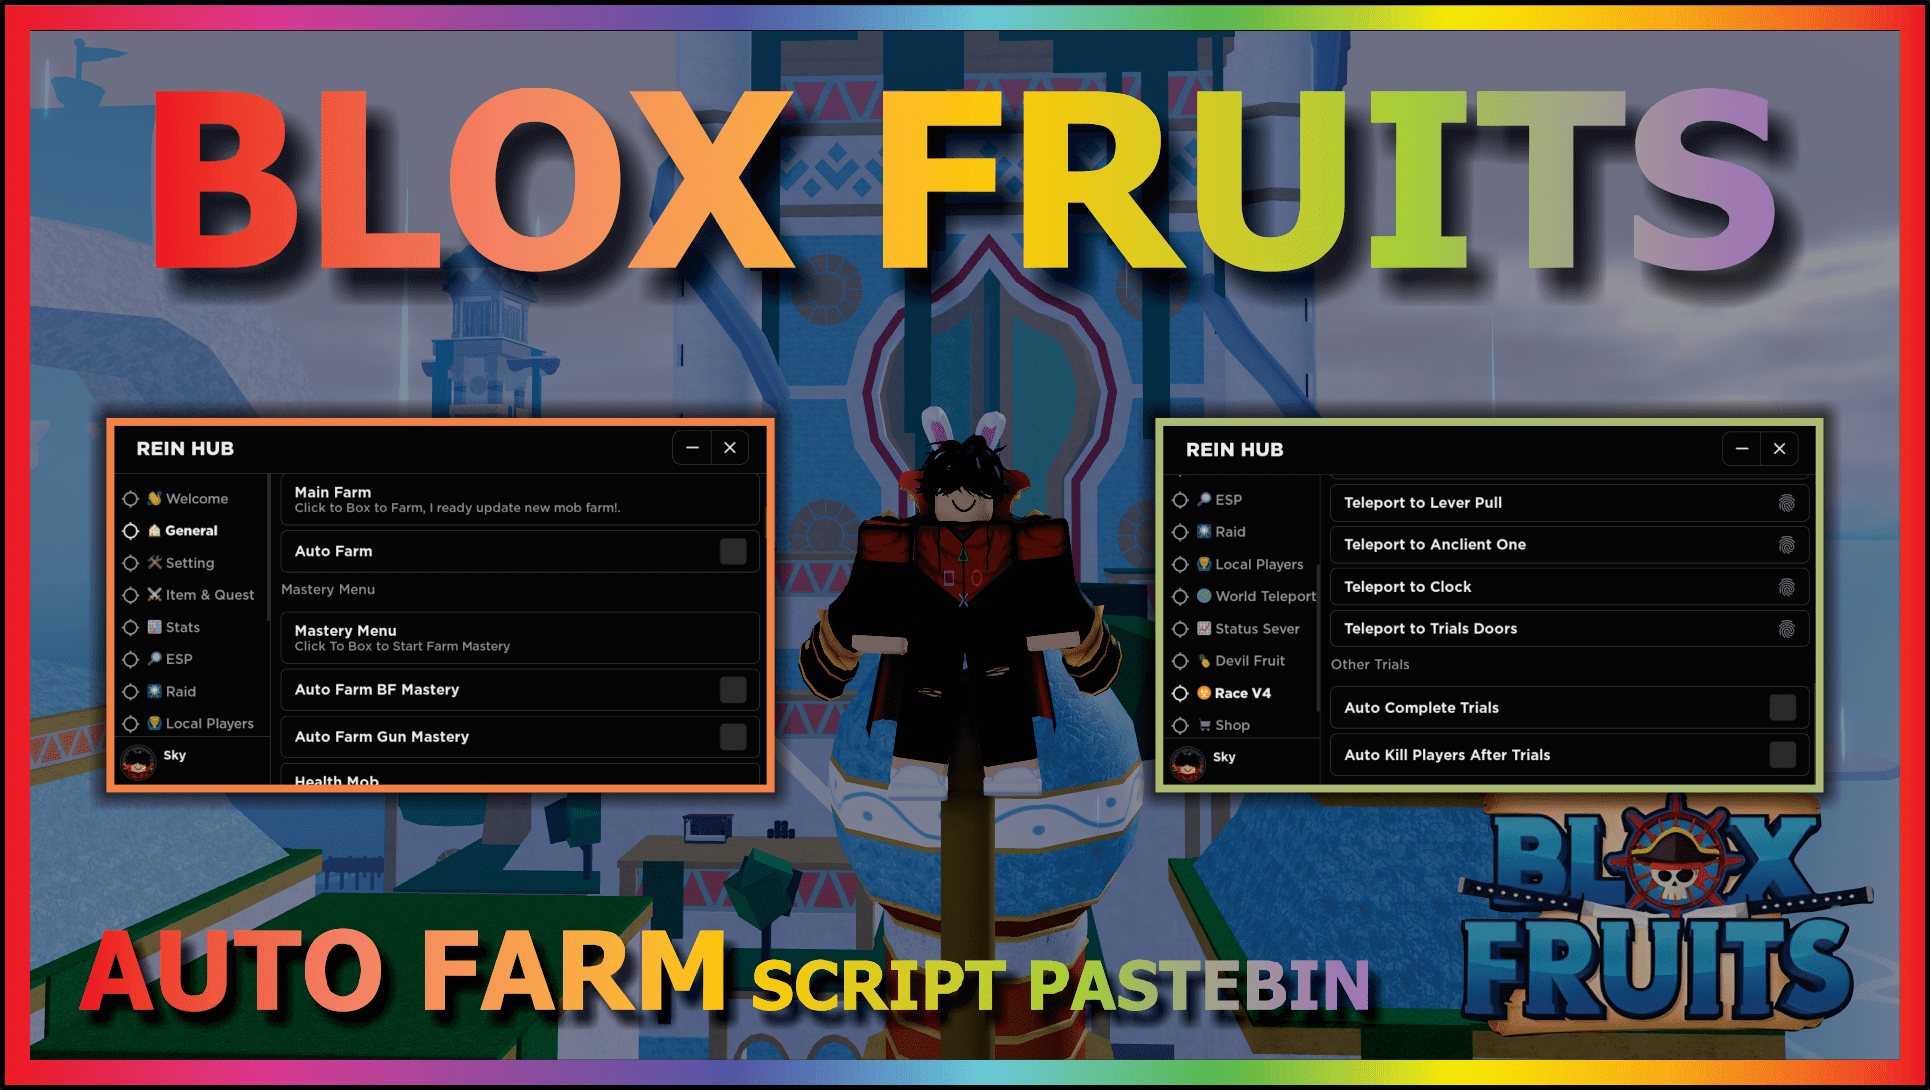 BLOX FRUITS
REIN HUB
Welcome
General
Setting
Item & Quest
Stats
ESP
Raid
Local Players
Sky
Main Farm
Click to Box to Farm, I ready update new mob farm!.
Auto Farm
Mastery Menu
Mastery Menu
Click To Box to Start Farm Mastery
Auto Farm BF Mastery
Auto Farm Gun Mastery
Health Mob
REIN HUB
ESP
Raid
Local Players
World Teleport
Status Sever
Devil Fruit
Race V4
Shop
Sky
Teleport to Lever Pull
Teleport to Anclient One
Teleport to Clock
Teleport to Trials Doors
Other Trials
Auto Complete Trials
Auto Kill Players After Trials
AUTO FARM SCRIPT PASTEBIN
BLOX
FRUITS